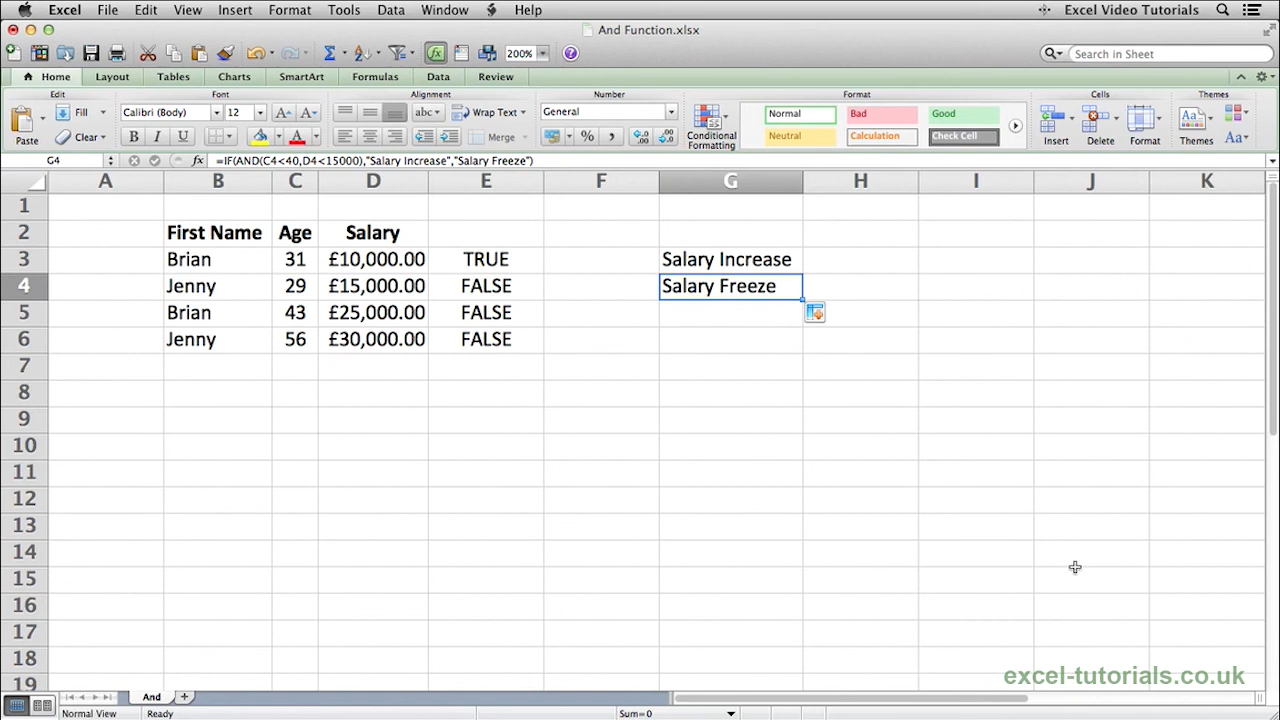 Excel File Edit View Insert Format Tools Data Window Help Excel Video Tutorials
And Function.xlsx
200% Search in Sheet
Home Layout Tables Charts SmartArt Formulas Data Review
Edit Font Alignment Number Format Cells Themes
Fill Calibri (Body) 12 A A abc Wrap Text General Normal Bad Good
Paste Clear B I U A Merge % , Conditional Formatting Neutral Calculation Check Cell Insert Delete Format Themes Aa
G4 fx =IF(AND(C4<40,D4<15000),"Salary Increase","Salary Freeze")
A B C D E F G H I J K
1
2 First Name Age Salary
3 Brian 31 £10,000.00 TRUE Salary Increase
4 Jenny 29 £15,000.00 FALSE Salary Freeze
5 Brian 43 £25,000.00 FALSE
6 Jenny 56 £30,000.00 FALSE
7
8
9
10
11
12
13
14
15
16
17
18
19
excel-tutorials.co.uk
And
Normal View Ready Sum=0